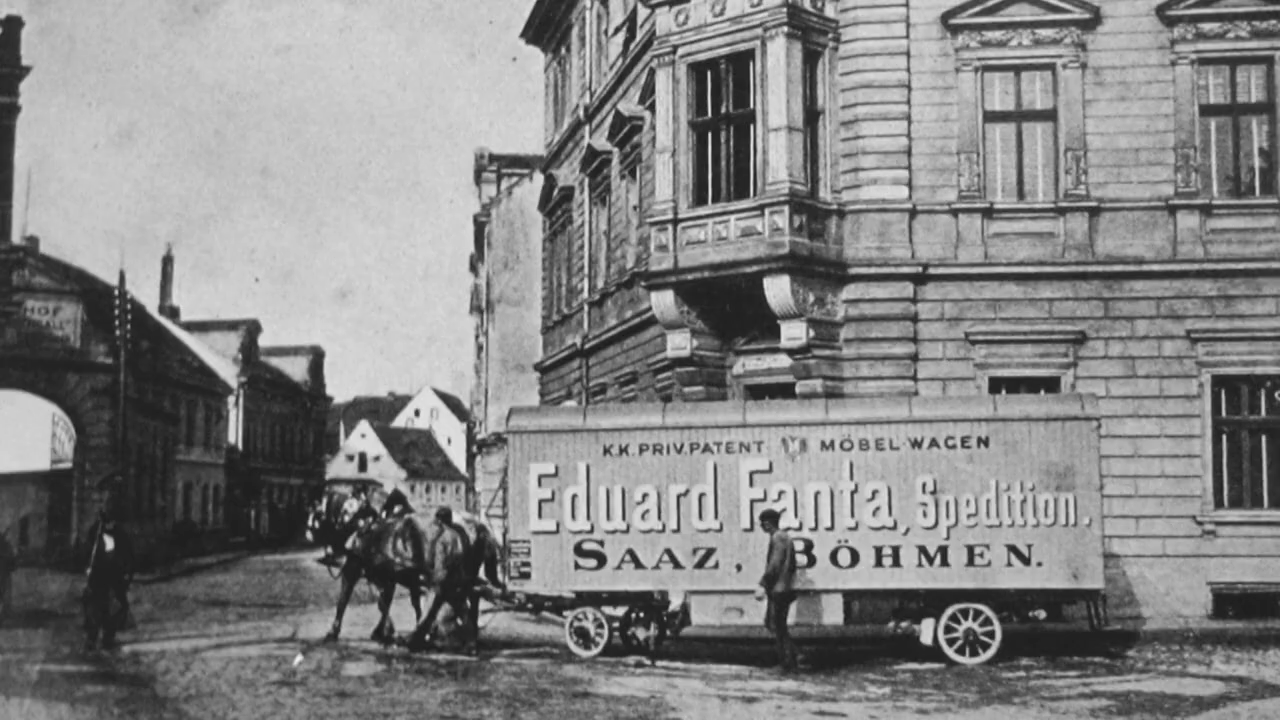 HOF
K.K. PRIV. PATENT MÖBEL-WAGEN
Eduard Fanta, Spedition.
SAAZ, BÖHMEN.